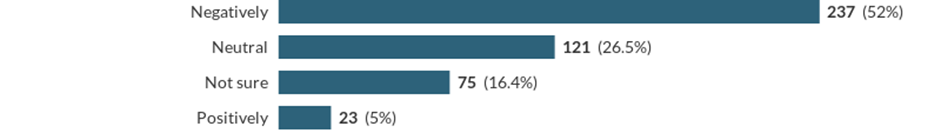 Negatively 237 (52%)
Neutral 121 (26.5%)
Not sure 75 (16.4%)
Positively 23 (5%)